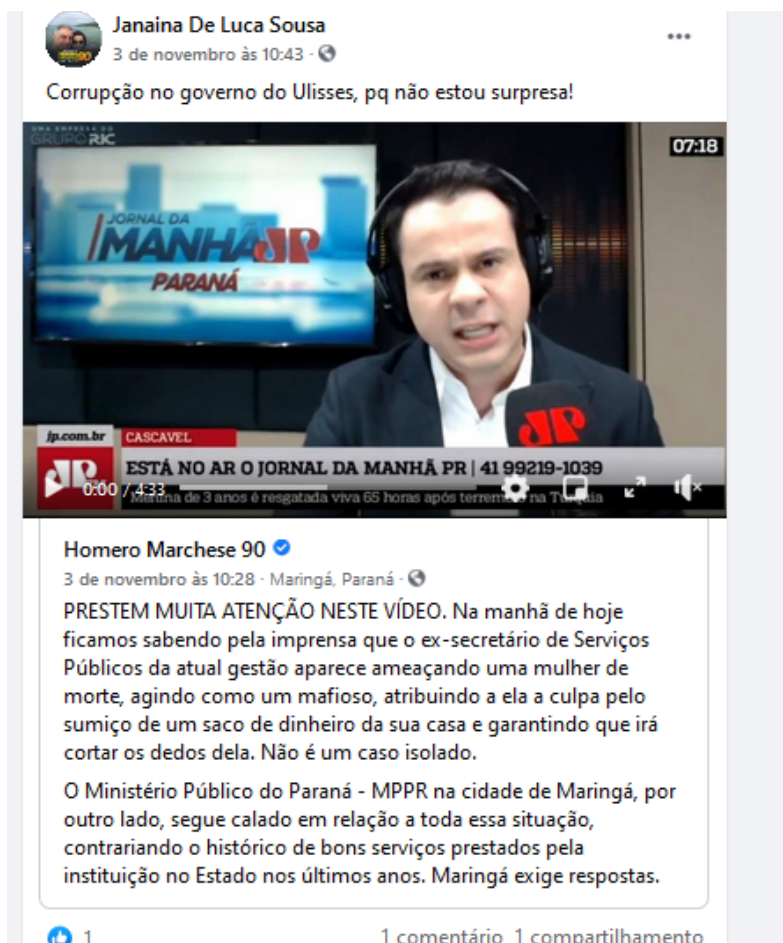 Janaina De Luca Sousa
3 de novembro às 10:43 ·
Corrupção no governo do Ulisses, pq não estou surpresa!
UMA EMPRESA DO
GRUPO RIC
07:18
JORNAL DA
MANHÃ JP
PARANÁ
JP
jp.com.br
CASCAVEL
JP
ESTÁ NO AR O JORNAL DA MANHÃ PR | 41 99219-1039
0:00 / 4:33
Menina de 3 anos é resgatada viva 65 horas após terremoto na Turquia
Homero Marchese 90
3 de novembro às 10:28 · Maringá, Paraná ·
PRESTEM MUITA ATENÇÃO NESTE VÍDEO. Na manhã de hoje
ficamos sabendo pela imprensa que o ex-secretário de Serviços
Públicos da atual gestão aparece ameaçando uma mulher de
morte, agindo como um mafioso, atribuindo a ela a culpa pelo
sumiço de um saco de dinheiro da sua casa e garantindo que irá
cortar os dedos dela. Não é um caso isolado.
O Ministério Público do Paraná - MPPR na cidade de Maringá, por
outro lado, segue calado em relação a toda essa situação,
contrariando o histórico de bons serviços prestados pela
instituição no Estado nos últimos anos. Maringá exige respostas.
1
1 comentário 1 compartilhamento